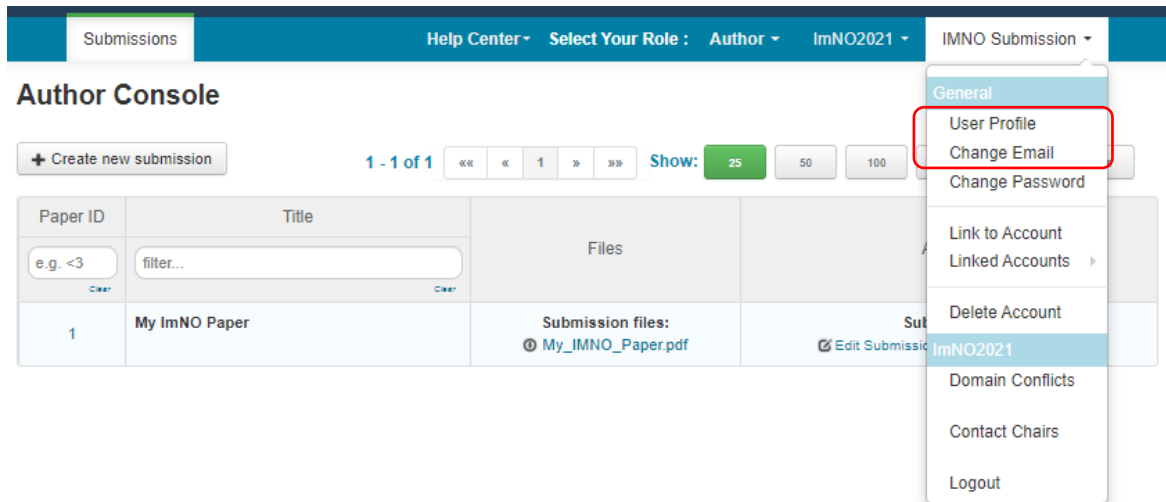 Submissions
Help Center Select Your Role : Author ImNO2021 IMNO Submission
Author Console
General
User Profile
Change Email
Change Password
Link to Account
Linked Accounts
Delete Account
ImNO2021
Domain Conflicts
Contact Chairs
Logout
+ Create new submission
1 - 1 of 1 «« « 1 » »» Show: 25 50 100
Paper ID Title Files
e.g. <3 filter...
Clear Clear
1 My ImNO Paper Submission files:
My_IMNO_Paper.pdf
Edit Submissio